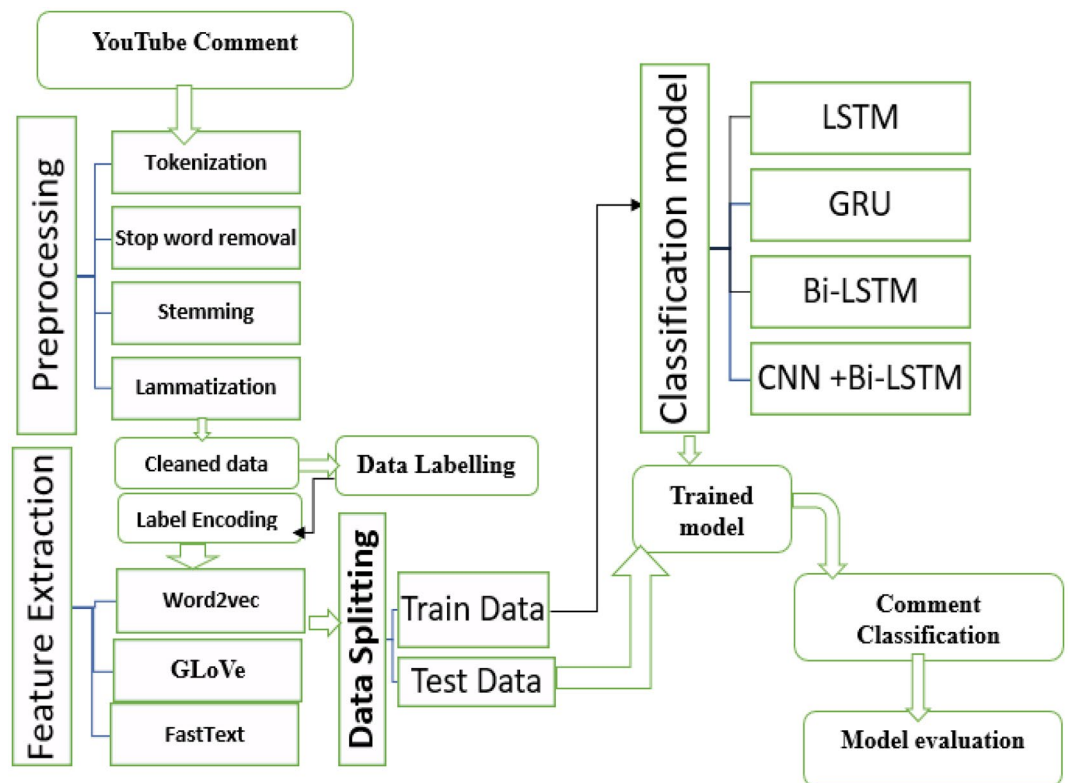 YouTube Comment
Preprocessing
Tokenization
Stop word removal
Stemming
Lammatization
Cleaned data
Data Labelling
Label Encoding
Feature Extraction
Word2vec
GLoVe
FastText
Data Splitting
Train Data
Test Data
Classification model
LSTM
GRU
Bi-LSTM
CNN +Bi-LSTM
Trained
model
Comment
Classification
Model evaluation